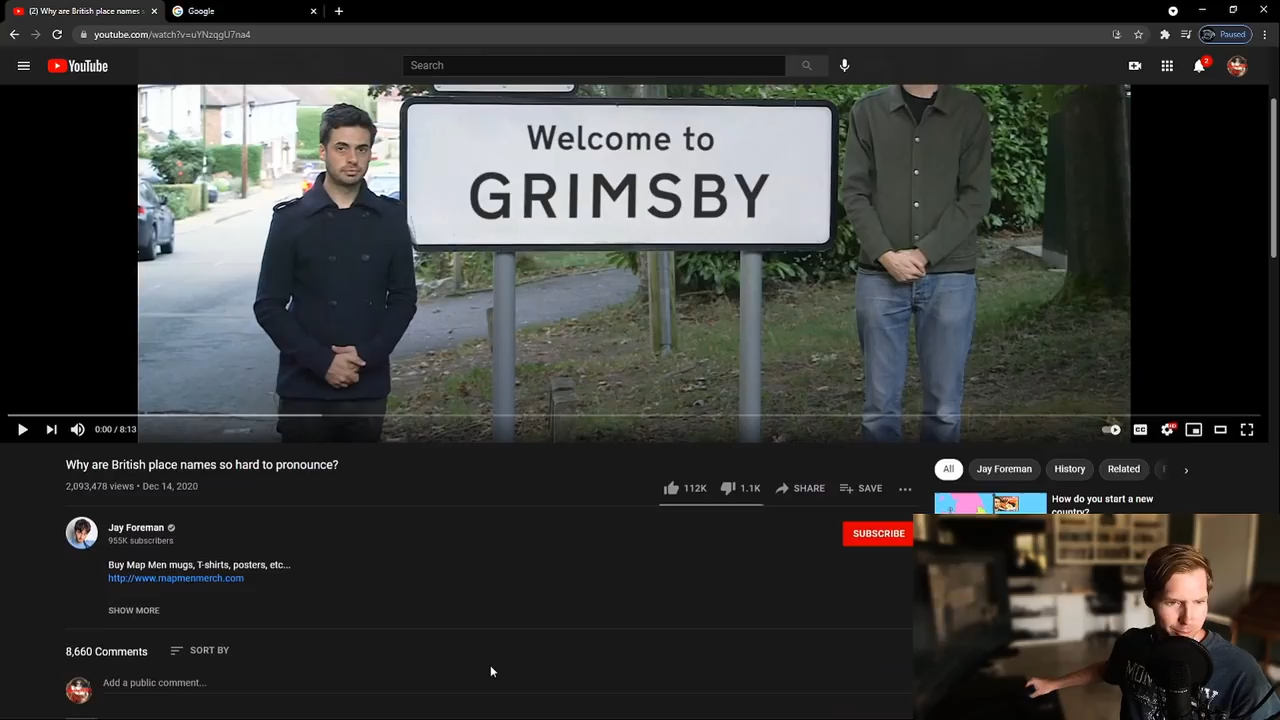 (2) Why are British place names s
Google
youtube.com/watch?v=uYNzqgU7na4
Paused
YouTube
Search
2
Welcome to
GRIMSBY
0:00 / 8:13
CC
HD
Why are British place names so hard to pronounce?
2,093,478 views • Dec 14, 2020
112K
1.1K
SHARE
SAVE
All
Jay Foreman
History
Related
How do you start a new
country?
Jay Foreman
955K subscribers
SUBSCRIBE
Buy Map Men mugs, T-shirts, posters, etc...
http://www.mapmenmerch.com
SHOW MORE
8,660 Comments
SORT BY
Add a public comment...